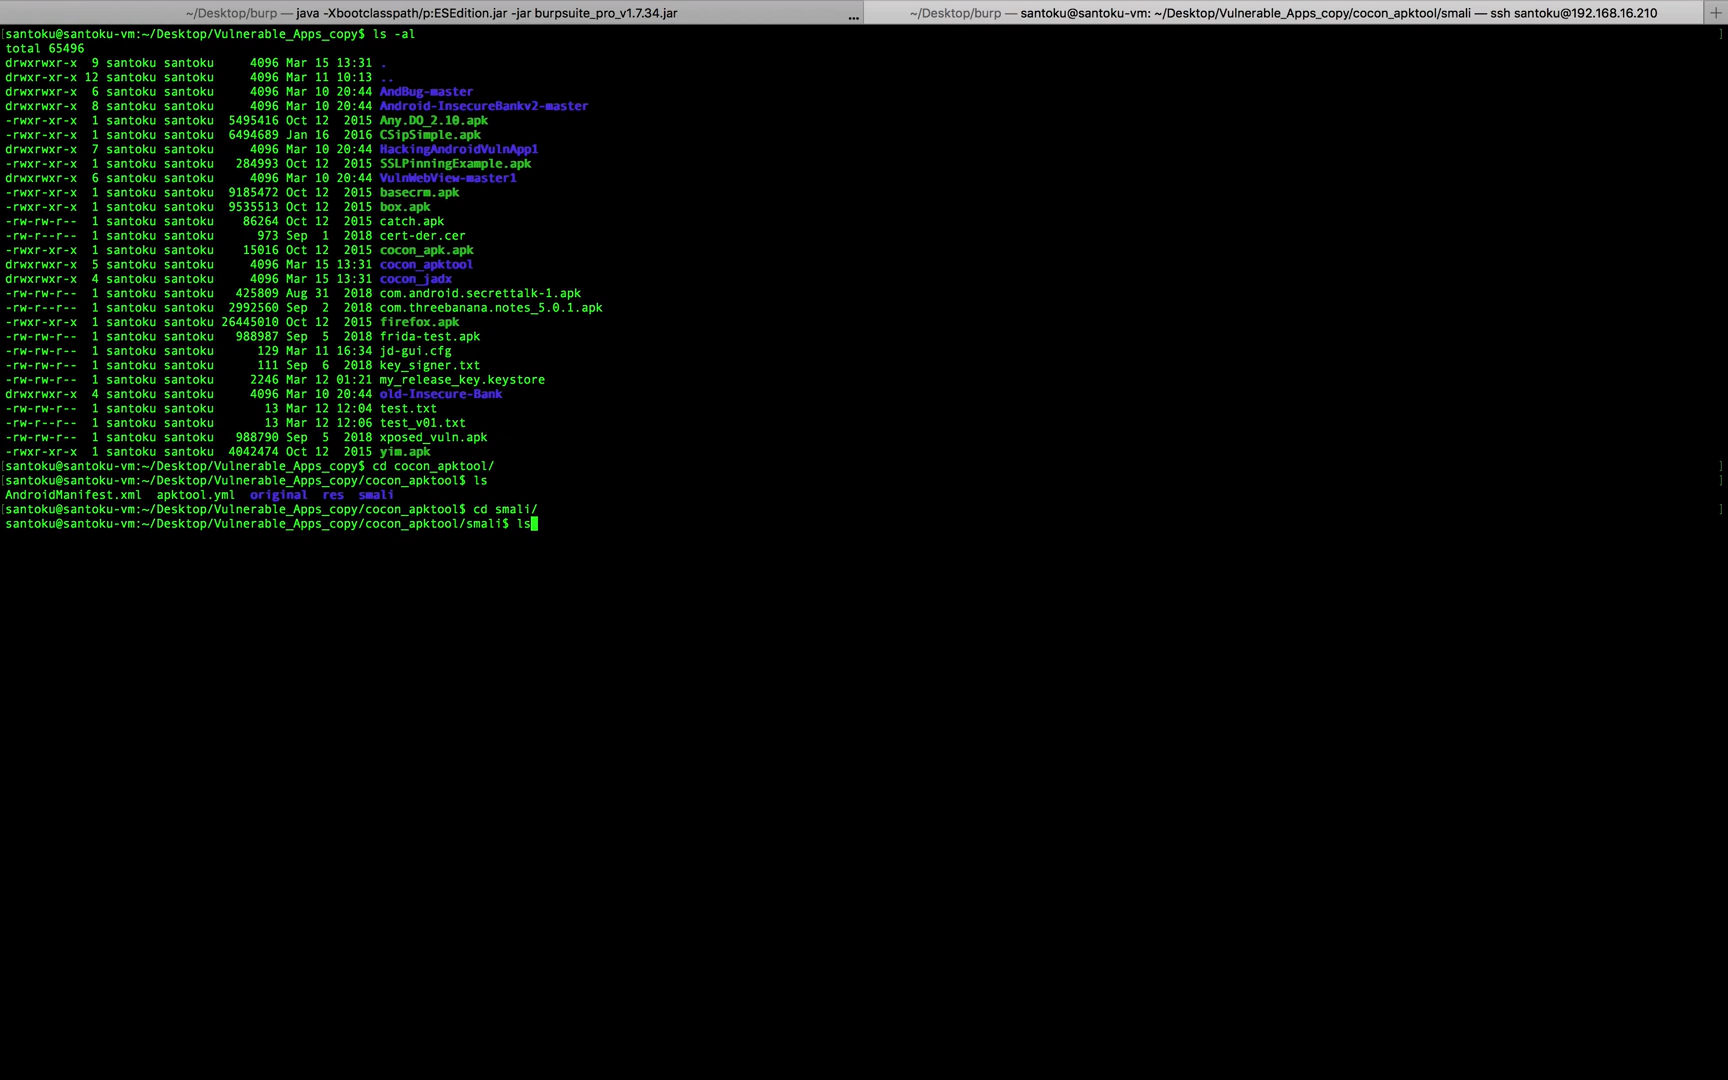 ~/Desktop/burp — java -Xbootclasspath/p:ESEdition.jar -jar burpsuite_pro_v1.7.34.jar ... ~/Desktop/burp — santoku@santoku-vm: ~/Desktop/Vulnerable_Apps_copy/cocon_apktool/smali — ssh santoku@192.168.16.210 +
[santoku@santoku-vm:~/Desktop/Vulnerable_Apps_copy$ ls -al ]
total 65496
drwxrwxr-x  9 santoku santoku     4096 Mar 15 13:31 .
drwxrwxr-x 12 santoku santoku     4096 Mar 11 10:13 ..
drwxrwxr-x  6 santoku santoku     4096 Mar 10 20:44 AndBug-master
drwxrwxr-x  8 santoku santoku     4096 Mar 10 20:44 Android-InsecureBankv2-master
-rwxr-xr-x  1 santoku santoku  5495416 Oct 12  2015 Any.DO_2.10.apk
-rwxr-xr-x  1 santoku santoku  6494689 Jan 16  2016 CSipSimple.apk
drwxrwxr-x  7 santoku santoku     4096 Mar 10 20:44 HackingAndroidVulnApp1
-rwxr-xr-x  1 santoku santoku   284993 Oct 12  2015 SSLPinningExample.apk
drwxrwxr-x  6 santoku santoku     4096 Mar 10 20:44 VulnWebView-master1
-rwxr-xr-x  1 santoku santoku  9185472 Oct 12  2015 basecrm.apk
-rwxr-xr-x  1 santoku santoku  9535513 Oct 12  2015 box.apk
-rw-rw-r--  1 santoku santoku    86264 Oct 12  2015 catch.apk
-rw-rw-r--  1 santoku santoku      973 Sep  1  2018 cert-der.cer
-rwxr-xr-x  1 santoku santoku    15016 Oct 12  2015 cocon_apk.apk
drwxrwxr-x  5 santoku santoku     4096 Mar 15 13:31 cocon_apktool
drwxrwxr-x  4 santoku santoku     4096 Mar 15 13:31 cocon_jadx
-rw-rw-r--  1 santoku santoku   425809 Aug 31  2018 com.android.secrettalk-1.apk
-rw-rw-r--  1 santoku santoku  2992560 Sep  2  2018 com.threebanana.notes_5.0.1.apk
-rwxr-xr-x  1 santoku santoku 26445010 Oct 12  2015 firefox.apk
-rw-rw-r--  1 santoku santoku   988987 Sep  5  2018 frida-test.apk
-rw-rw-r--  1 santoku santoku      129 Mar 11 16:34 jd-gui.cfg
-rw-rw-r--  1 santoku santoku      111 Sep  6  2018 key_signer.txt
-rw-rw-r--  1 santoku santoku     2246 Mar 12 01:21 my_release_key.keystore
drwxrwxr-x  4 santoku santoku     4096 Mar 10 20:44 old-Insecure-Bank
-rw-rw-r--  1 santoku santoku       13 Mar 12 12:04 test.txt
-rw-r--r--  1 santoku santoku       13 Mar 12 12:06 test_v01.txt
-rw-rw-r--  1 santoku santoku   988790 Sep  5  2018 xposed_vuln.apk
-rwxr-xr-x  1 santoku santoku  4042474 Oct 12  2015 yim.apk
[santoku@santoku-vm:~/Desktop/Vulnerable_Apps_copy$ cd cocon_apktool/ ]
[santoku@santoku-vm:~/Desktop/Vulnerable_Apps_copy/cocon_apktool$ ls ]
AndroidManifest.xml  apktool.yml  original  res  smali
[santoku@santoku-vm:~/Desktop/Vulnerable_Apps_copy/cocon_apktool$ cd smali/ ]
santoku@santoku-vm:~/Desktop/Vulnerable_Apps_copy/cocon_apktool/smali$ ls